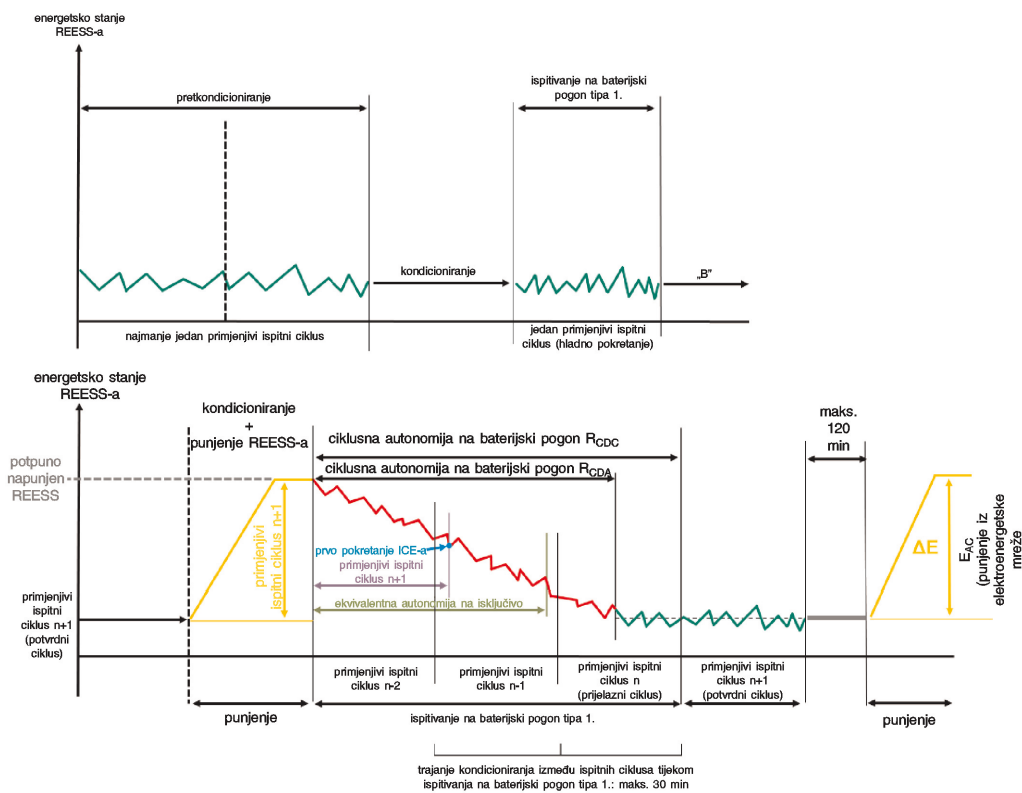 energetsko stanje
REESS-a
pretkondicioniranje
ispitivanje na baterijski
pogon tipa 1.
kondicioniranje
„B”
najmanje jedan primjenjivi ispitni ciklus
jedan primjenjivi ispitni
ciklus (hladno pokretanje)
energetsko stanje
REESS-a
kondicioniranje
+
punjenje REESS-a
ciklusna autonomija na baterijski pogon RCDC
ciklusna autonomija na baterijski pogon RCDA
maks.
120
min
potpuno
napunjen
REESS
primjenjivi
ispitni ciklus n+1
prvo pokretanje ICE-a
primjenjivi ispitni
ciklus n+1
ekvivalentna autonomija na isključivo
ΔE
EAC
(punjenje iz
elektroenergetske
mreže
primjenjivi
ispitni
ciklus n+1
(potvrdni
ciklus)
primjenjivi ispitni
ciklus n-2
primjenjivi ispitni
ciklus n-1
primjenjivi ispitni
ciklus n
(prijelazni ciklus)
primjenjivi ispitni
ciklus n+1
(potvrdni ciklus)
punjenje
ispitivanje na baterijski pogon tipa 1.
punjenje
trajanje kondicioniranja između ispitnih ciklusa tijekom
ispitivanja na baterijski pogon tipa 1.: maks. 30 min